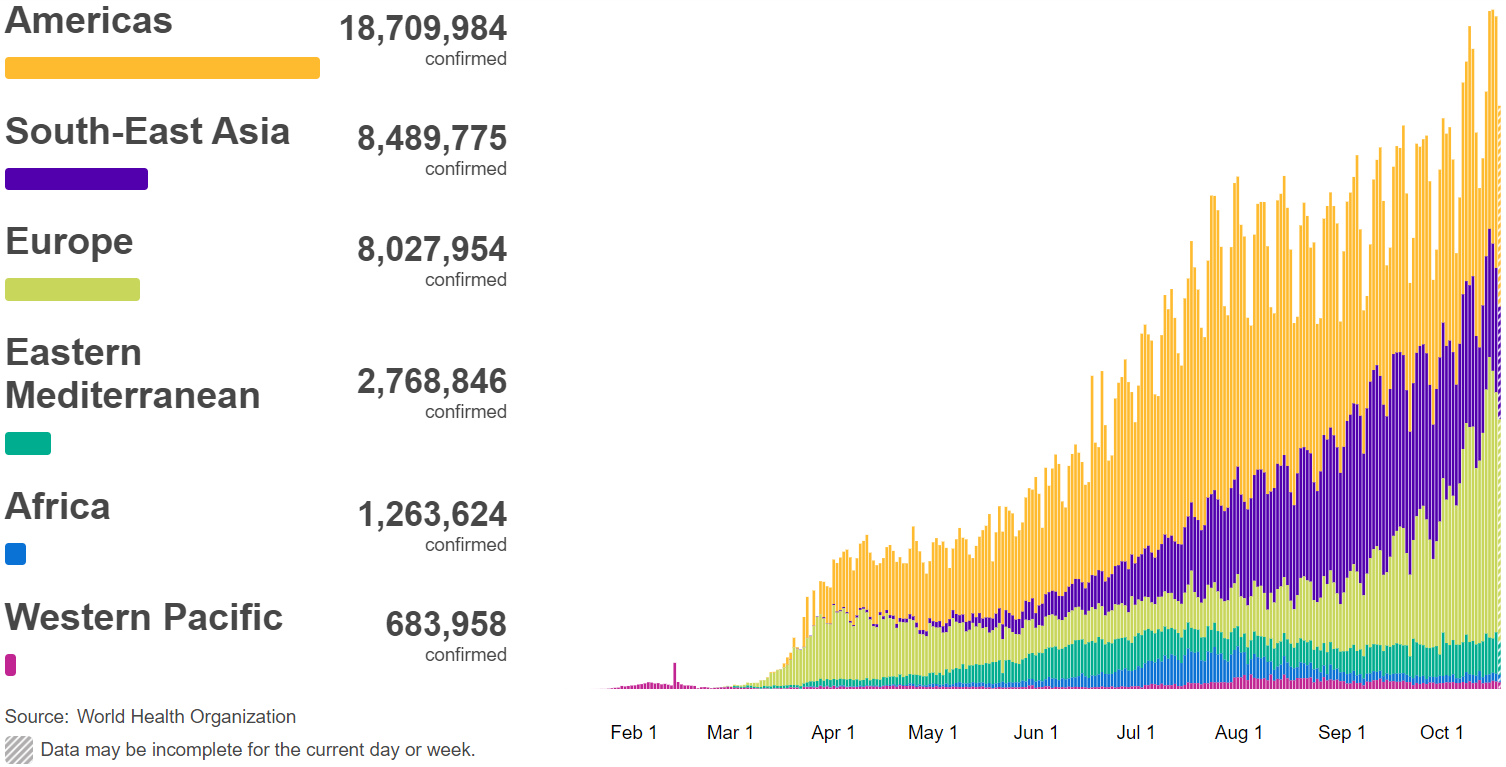 Americas
18,709,984
confirmed
South-East Asia
8,489,775
confirmed
Europe
8,027,954
confirmed
Eastern
Mediterranean
2,768,846
confirmed
Africa
1,263,624
confirmed
Western Pacific
683,958
confirmed
Source: World Health Organization
Data may be incomplete for the current day or week.
Feb 1 Mar 1 Apr 1 May 1 Jun 1 Jul 1 Aug 1 Sep 1 Oct 1